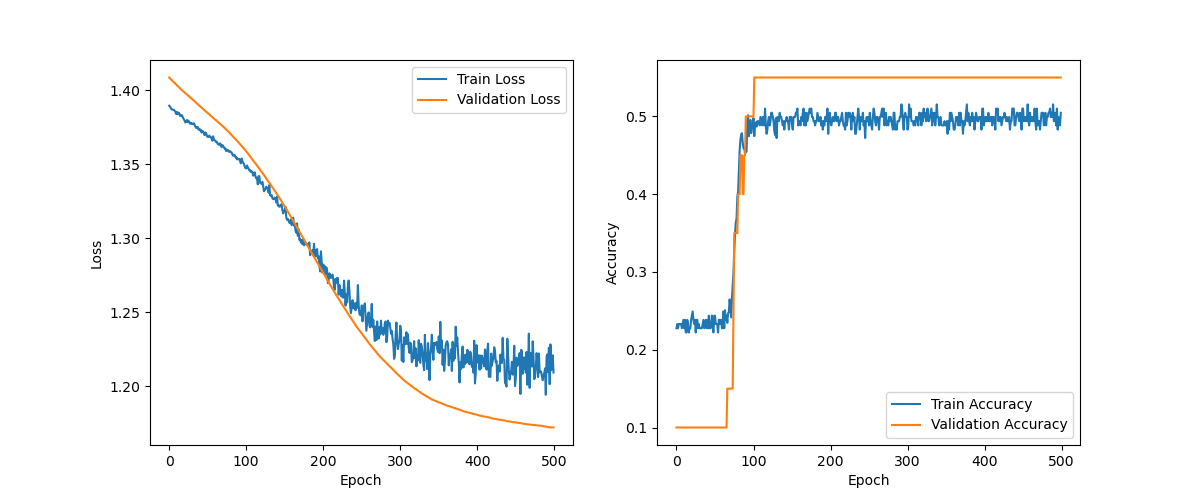 Train Loss
Validation Loss
1.40
1.35
1.30
1.25
1.20
Loss
0 100 200 300 400 500
Epoch
0.5
0.4
0.3
0.2
0.1
Accuracy
Train Accuracy
Validation Accuracy
0 100 200 300 400 500
Epoch